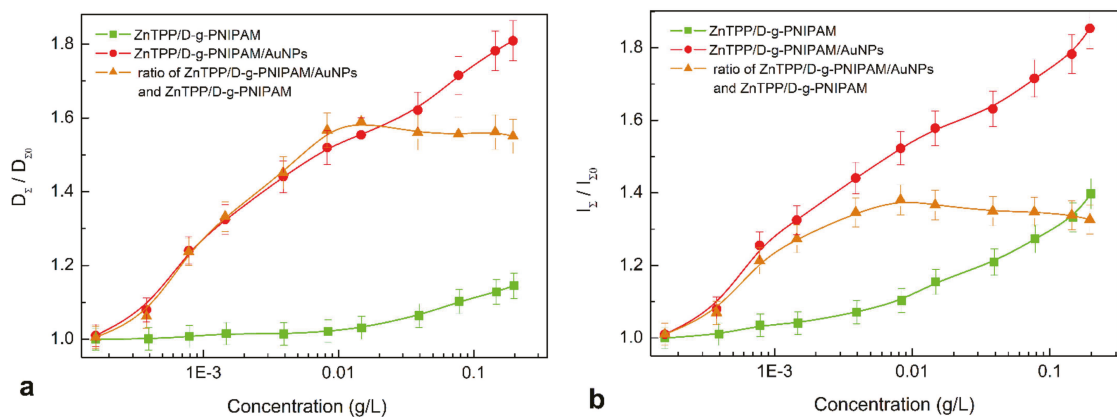 ZnTPP/D-g-PNIPAM
ZnTPP/D-g-PNIPAM/AuNPs
ratio of ZnTPP/D-g-PNIPAM/AuNPs
and ZnTPP/D-g-PNIPAM
1.8
1.6
1.4
1.2
1.0
D_Σ / D_Σ0
1E-3
0.01
0.1
Concentration (g/L)
a
ZnTPP/D-g-PNIPAM
ZnTPP/D-g-PNIPAM/AuNPs
ratio of ZnTPP/D-g-PNIPAM/AuNPs
and ZnTPP/D-g-PNIPAM
1.8
1.6
1.4
1.2
1.0
I_Σ / I_Σ0
1E-3
0.01
0.1
Concentration (g/L)
b